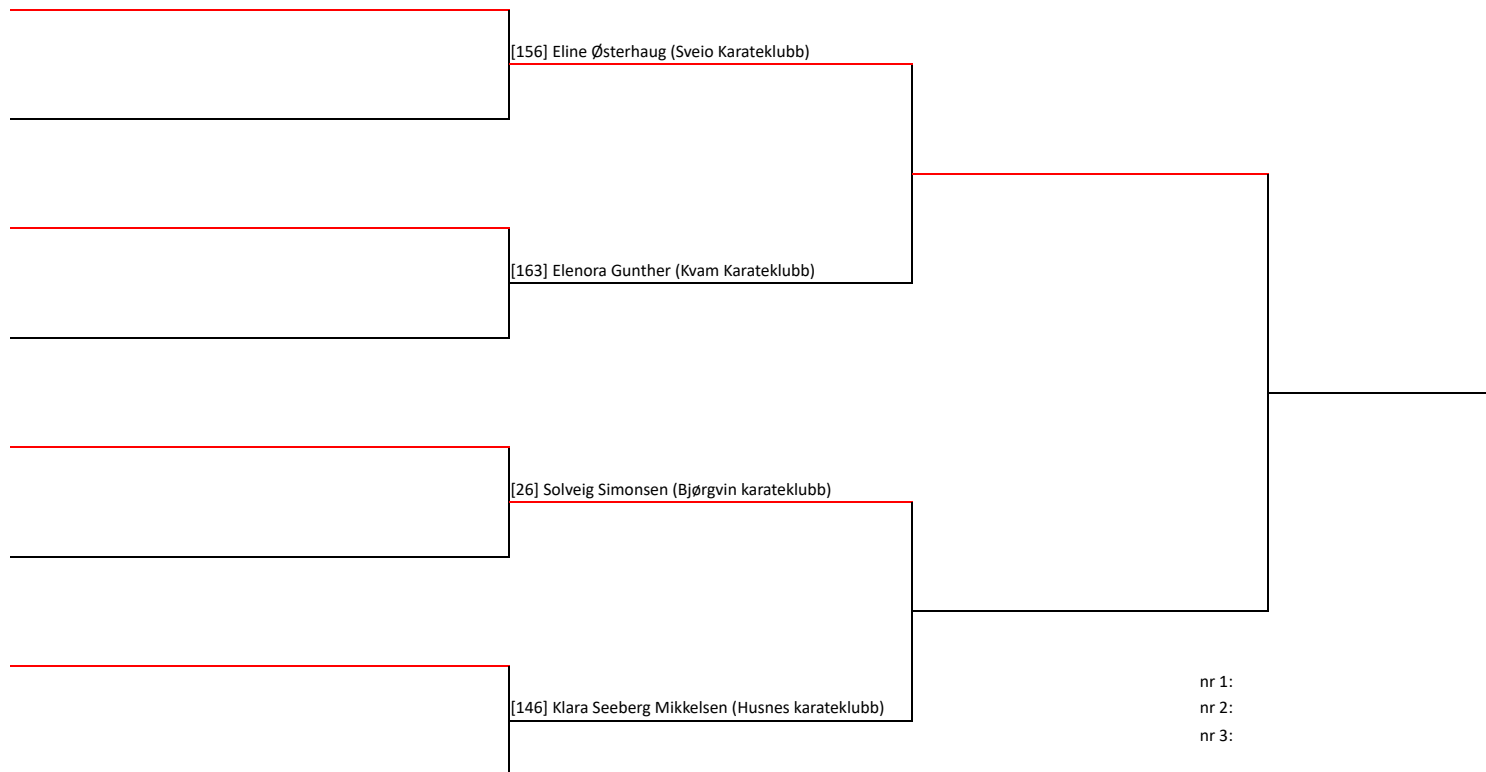 [156] Eline Østerhaug (Sveio Karateklubb)
[163] Elenora Gunther (Kvam Karateklubb)
[26] Solveig Simonsen (Bjørgvin karateklubb)
[146] Klara Seeberg Mikkelsen (Husnes karateklubb)
nr 1:
nr 2:
nr 3: